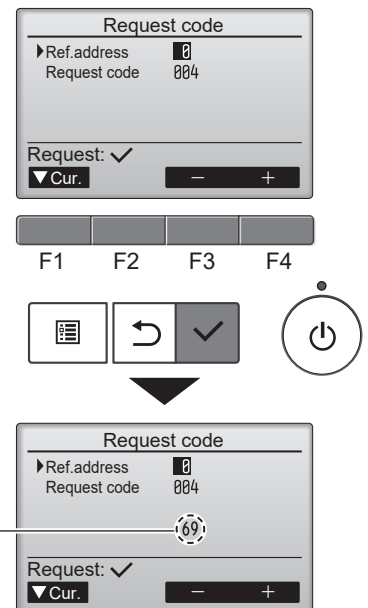 Request code
Ref.address 0
Request code 004
Request: ✓
▼Cur. − +
F1 F2 F3 F4
Request code
Ref.address 0
Request code 004
69
Request: ✓
▼Cur. − +